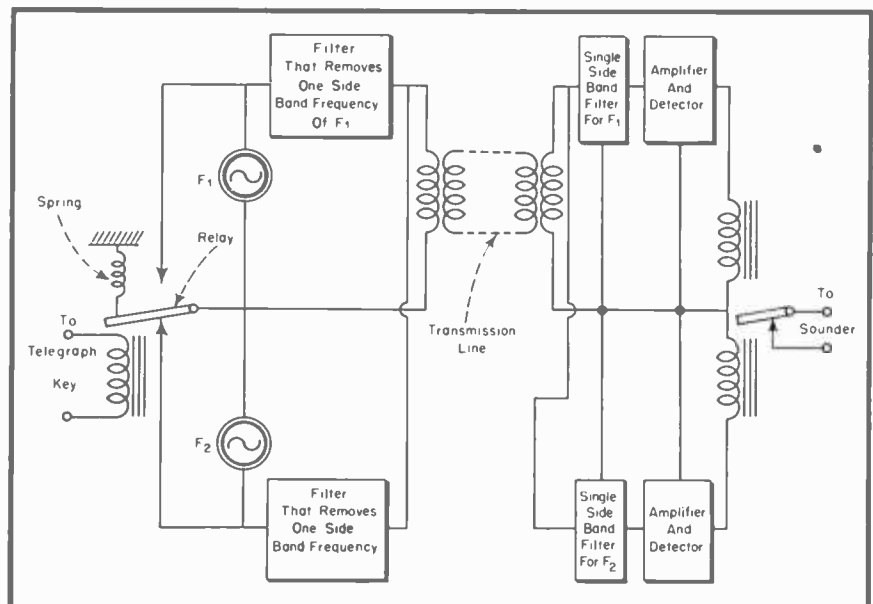 Filter
That Removes
One Side
Band Frequency
Of F1
Single
Side
Band
Filter
For F1
Amplifier
And
Detector
F1
Spring
Relay
To
Telegraph
Key
Transmission
Line
To
Sounder
F2
Filter
That Removes
One Side
Band Frequency
Single
Side
Band
Filter
For F2
Amplifier
And
Detector